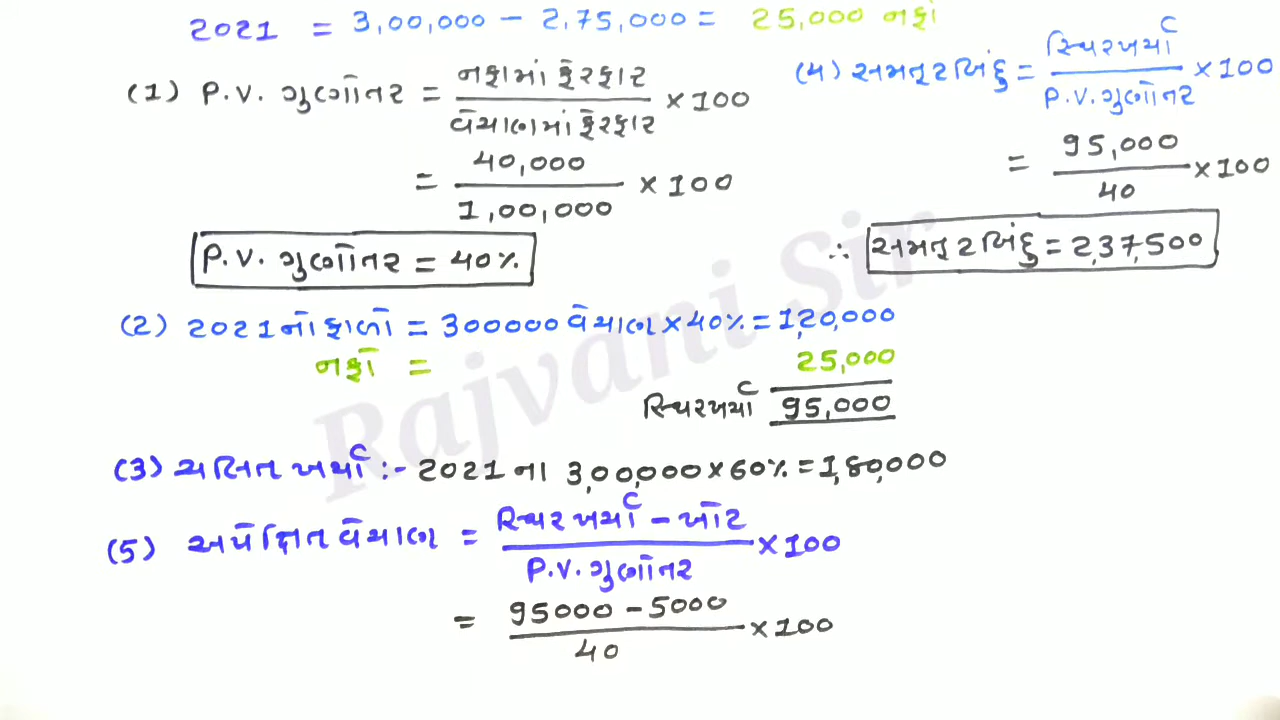 2021 = 3,00,000 - 2,75,000 = 25,000 નફો
(1) P.V. ગુણોત્તર = નફામાં ફેરફાર / વેચાણમાં ફેરફાર × 100
= 40,000 / 1,00,000 × 100
P.V. ગુણોત્તર = 40%
(2) 2021નો ફાળો = 300000 વેચાણ × 40% = 1,20,000
નફો = 25,000
સ્થિરખર્ચા 95,000
(3) ચલિત ખર્ચા :- 2021 ના 3,00,000 × 60% = 1,80,000
(4) સમતૂટબિંદુ = સ્થિરખર્ચા / P.V. ગુણોત્તર × 100
= 95,000 / 40 × 100
∴ સમતૂટબિંદુ = 2,37,500
(5) અપેક્ષિત વેચાણ = સ્થિર ખર્ચા - ખોટ / P.V. ગુણોત્તર × 100
= 95000 - 5000 / 40 × 100
Rajvani Sir